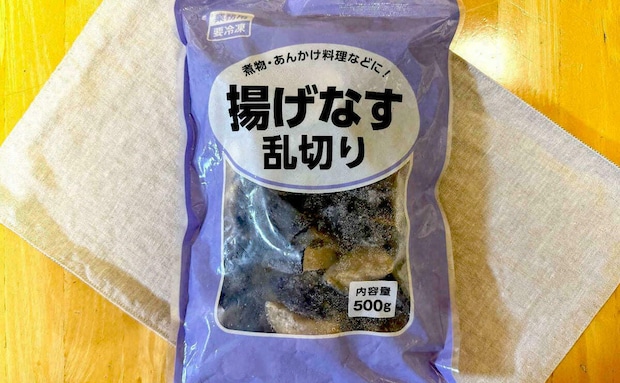 要冷凍
煮物・あんかけ料理などに!
揚げなす
乱切り
内容量
500g